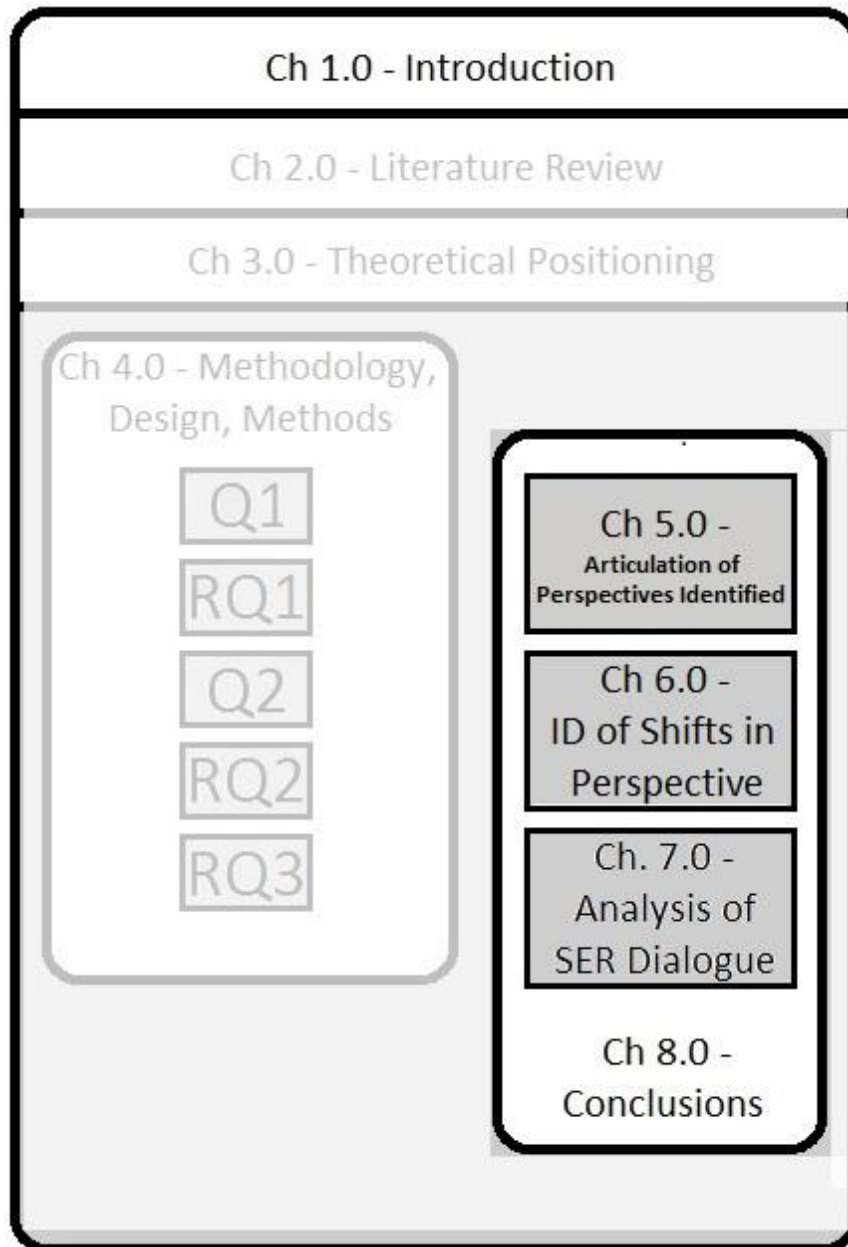 Ch 1.0 - Introduction
Ch 2.0 - Literature Review
Ch 3.0 - Theoretical Positioning
Ch 4.0 - Methodology,
Design, Methods
Q1
RQ1
Q2
RQ2
RQ3
Ch 5.0 -
Articulation of
Perspectives Identified
Ch 6.0 -
ID of Shifts in
Perspective
Ch. 7.0 -
Analysis of
SER Dialogue
Ch 8.0 -
Conclusions